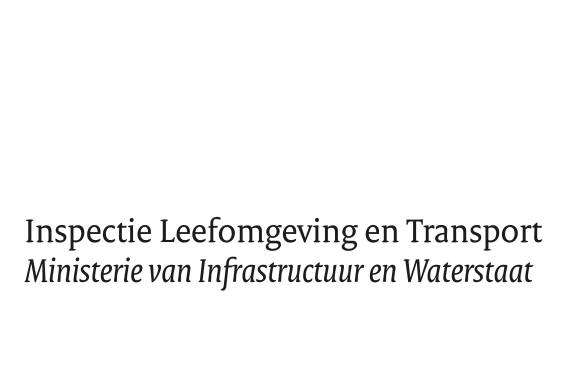 Inspectie Leefomgeving en Transport
Ministerie van Infrastructuur en Waterstaat